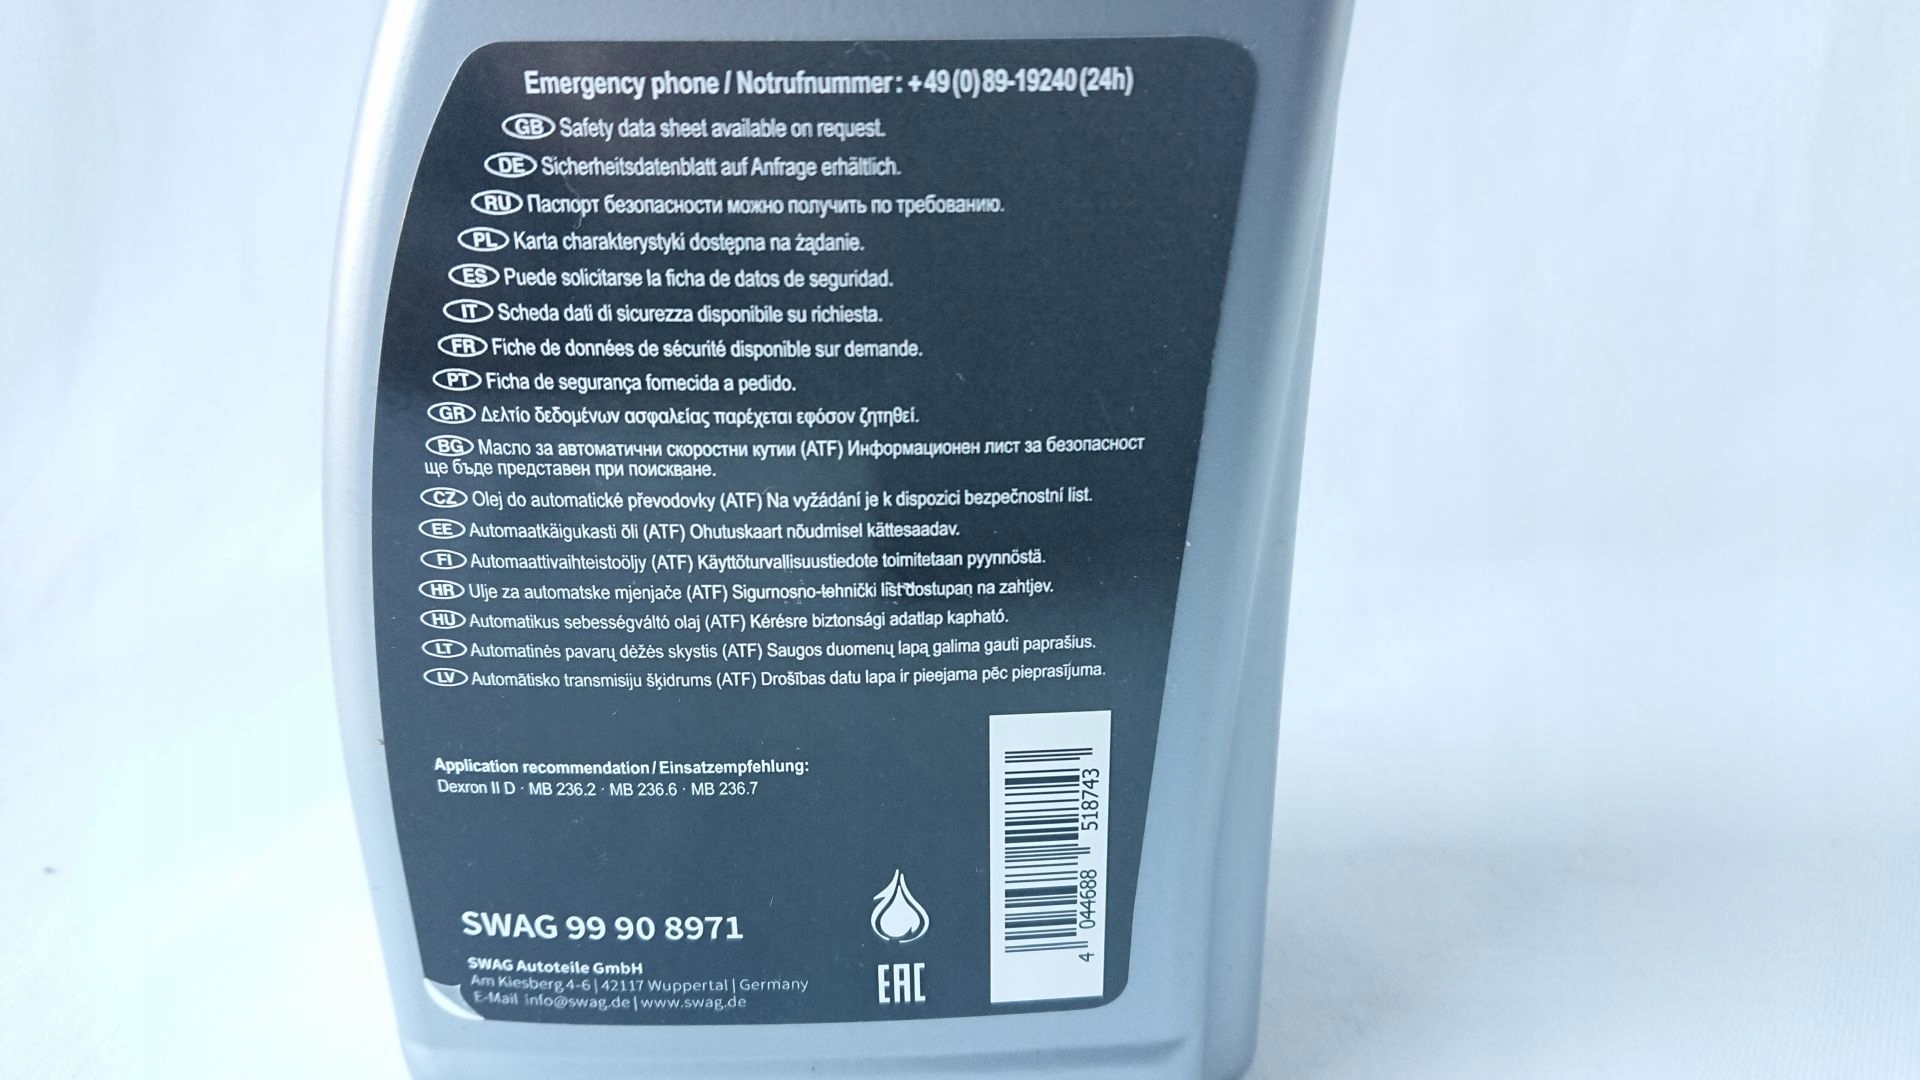 Emergency phone / Notrufnummer: +49(0)89-19240(24h)
GB Safety data sheet available on request.
DE Sicherheitsdatenblatt auf Anfrage erhältlich.
RU Паспорт безопасности можно получить по требованию.
PL Karta charakterystyki dostępna na żądanie.
ES Puede solicitarse la ficha de datos de seguridad.
IT Scheda dati di sicurezza disponibile su richiesta.
FR Fiche de données de sécurité disponible sur demande.
PT Ficha de segurança fornecida a pedido.
GR Δελτίο δεδομένων ασφαλείας παρέχεται εφόσον ζητηθεί.
BG Масло за автоматични скоростни кутии (ATF) Информационен лист за безопасност
ще бъде представен при поискване.
CZ Olej do automatické převodovky (ATF) Na vyžádání je k dispozici bezpečnostní list.
EE Automaatkäigukasti õli (ATF) Ohutuskaart nõudmisel kättesaadav.
FI Automaattivaihteistoöljy (ATF) Käyttöturvallisuustiedote toimitetaan pyynnöstä.
HR Ulje za automatske mjenjače (ATF) Sigurnosno-tehnički list dostupan na zahtjev.
HU Automatikus sebességváltó olaj (ATF) Kérésre biztonsági adatlap kapható.
LT Automatinės pavarų dėžės skystis (ATF) Saugos duomenų lapą galima gauti paprašius.
LV Automātisko transmisiju šķidrums (ATF) Drošības datu lapa ir pieejama pēc pieprasījuma.
Application recommendation / Einsatzempfehlung:
Dexron II D · MB 236.2 · MB 236.6 · MB 236.7
SWAG 99 90 8971
SWAG Autoteile GmbH
Am Kiesberg 4-6 | 42117 Wuppertal | Germany
E-Mail info@swag.de | www.swag.de
EAC
4 044688 518743